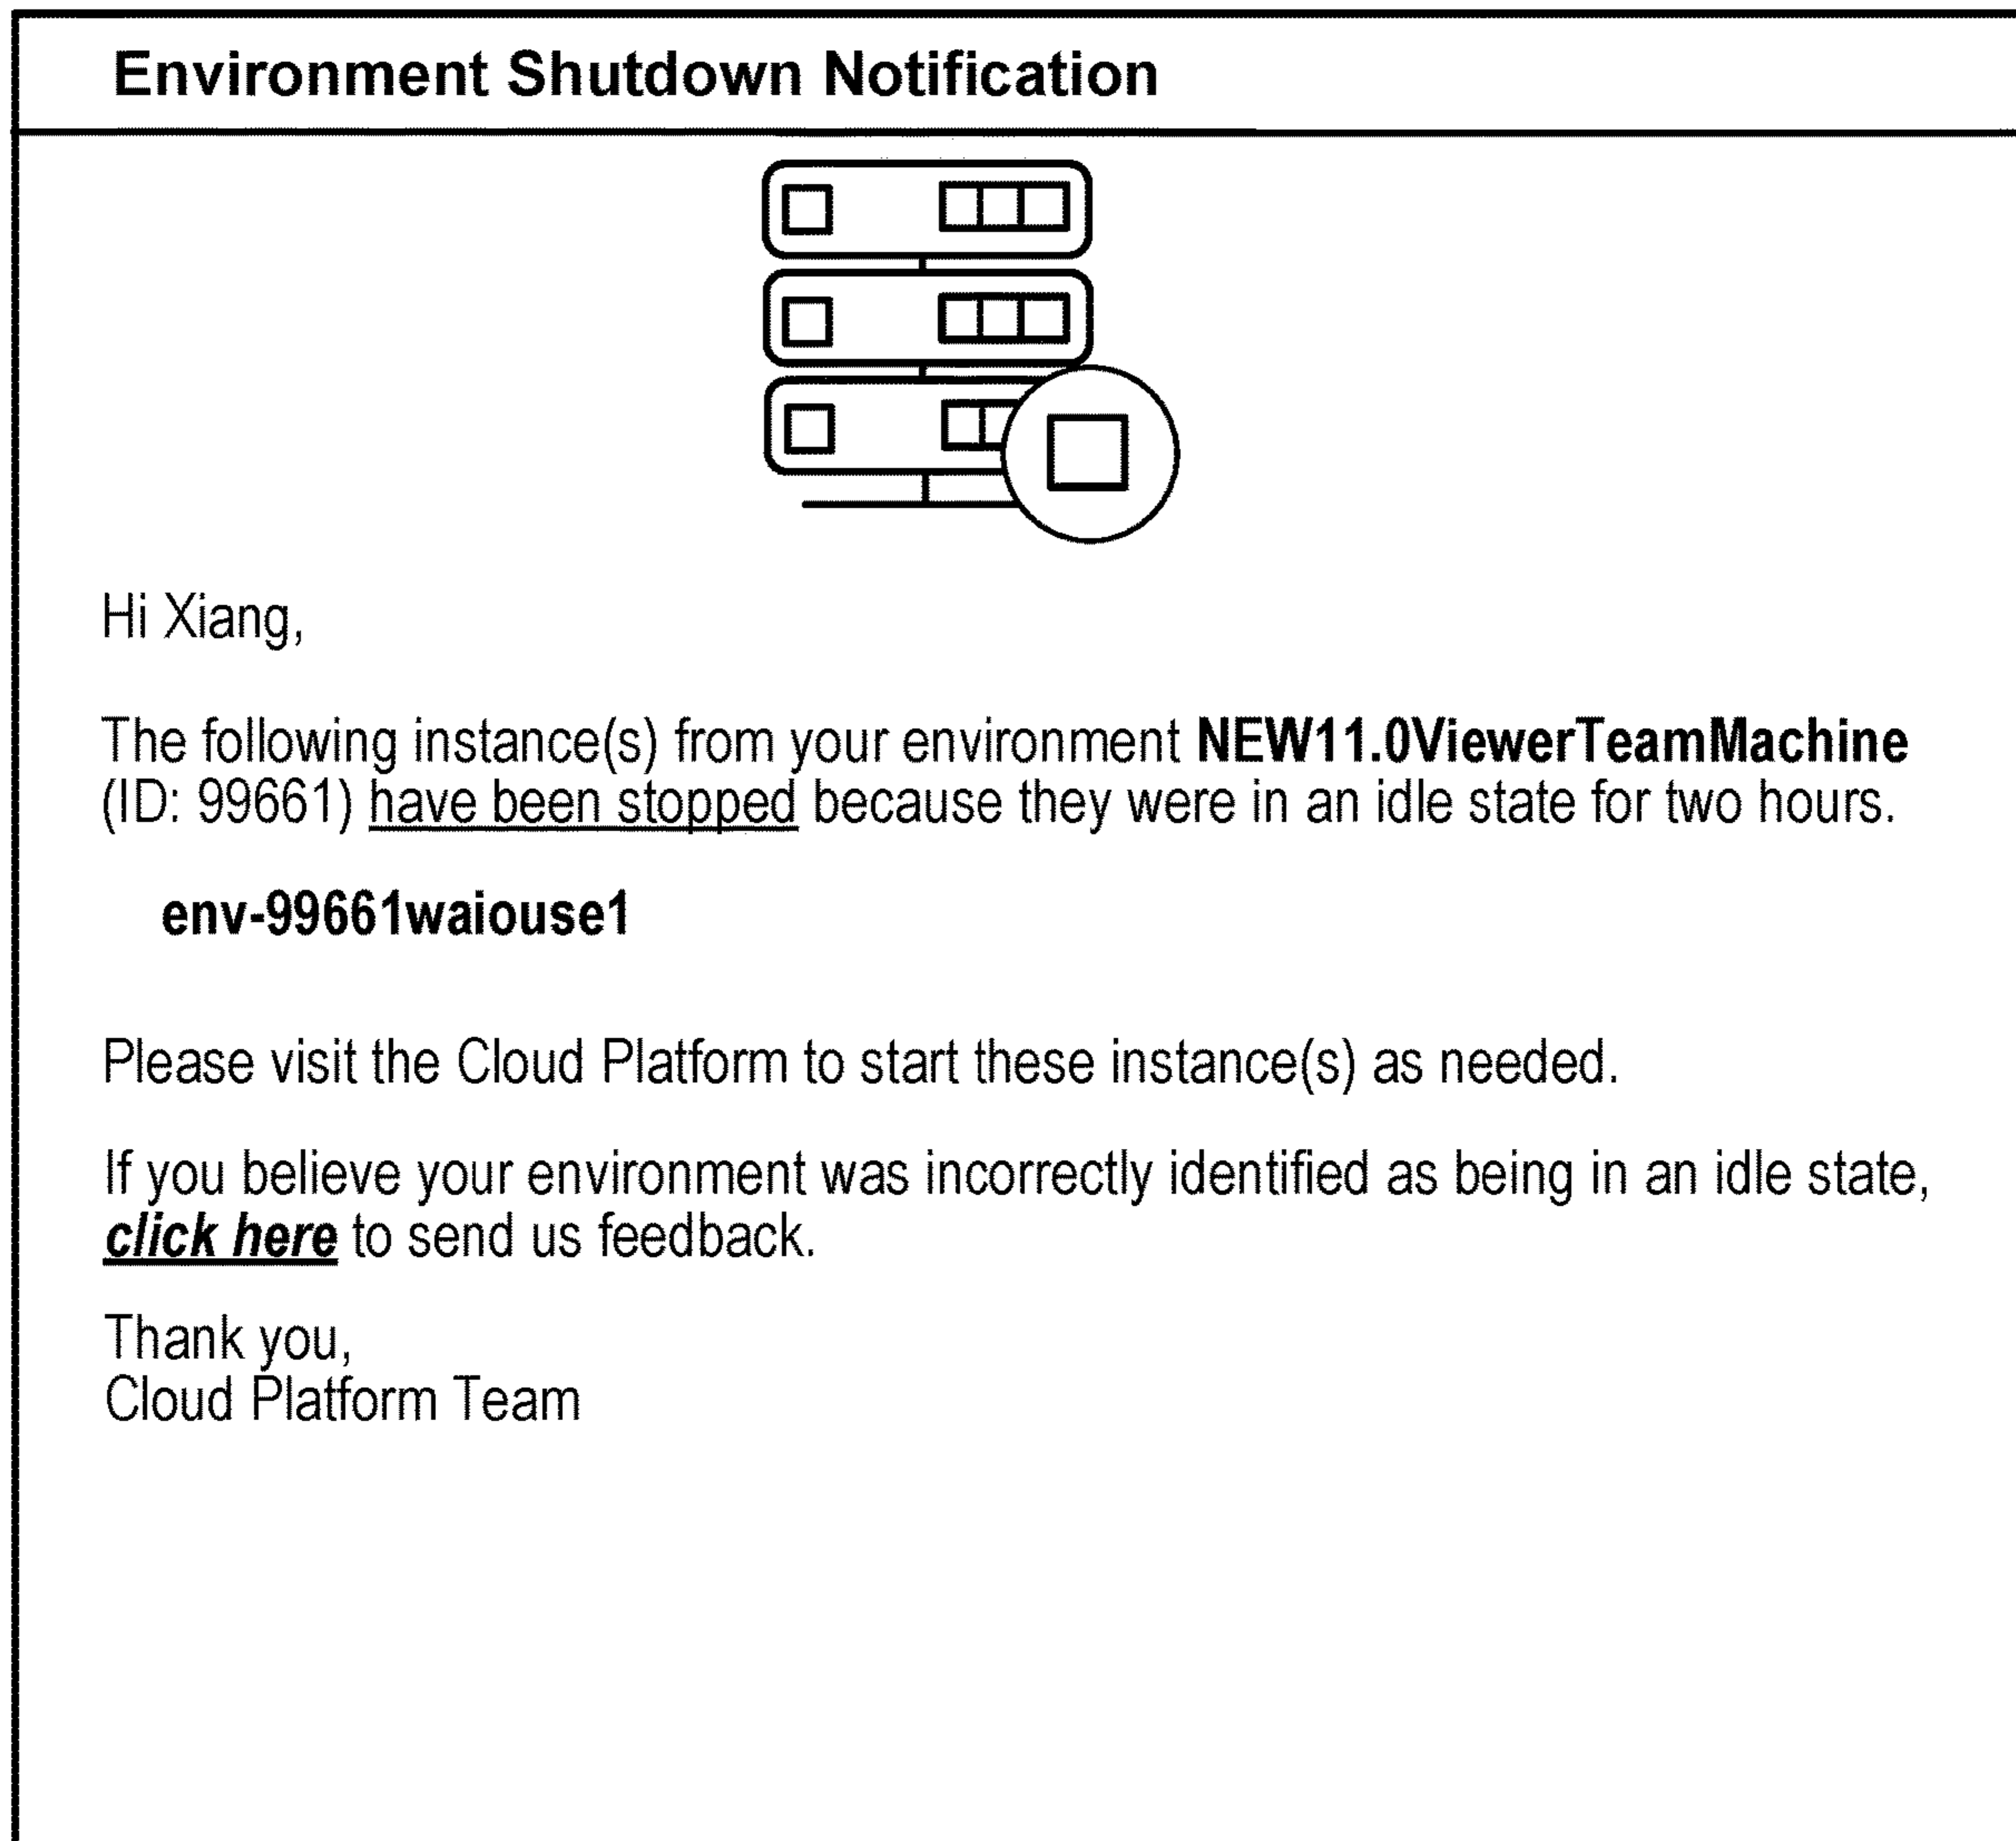 Environment Shutdown Notification
Hi Xiang,
The following instance(s) from your environment NEW11.0ViewerTeamMachine
(ID: 99661) have been stopped because they were in an idle state for two hours.
env-99661waiouse1
Please visit the Cloud Platform to start these instance(s) as needed.
If you believe your environment was incorrectly identified as being in an idle state,
click here to send us feedback.
Thank you,
Cloud Platform Team